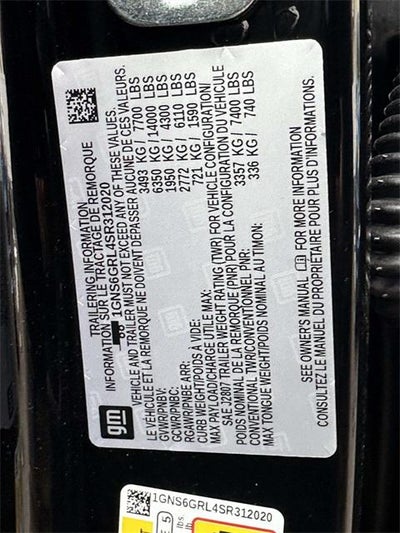 gm
TRAILERING INFORMATION
INFORMATION SUR LE TRACTAGE DE REMORQUE
1GNS6GRL4SR312020
VEHICLE AND TRAILER MUST NOT EXCEED ANY OF THESE VALUES.
LE VÉHICULE ET LA REMORQUE NE DOIVENT DÉPASSER AUCUNE DE CES VALEURS.
GVWR/PNBV: 3493 KG / 7700 LBS
GCWR/PNBC: 6350 KG / 14000 LBS
RGAWR/PNBE ARR: 1950 KG / 4300 LBS
CURB WEIGHT/POIDS À VIDE: 2772 KG / 6110 LBS
MAX PAYLOAD/CHARGE UTILE MAX: 721 KG / 1590 LBS
SAE J2807 TRAILER WEIGHT RATING (TWR) FOR VEHICLE CONFIGURATION/
POIDS NOMINAL DE LA REMORQUE (PNR) POUR LA CONFIGURATION DU VÉHICULE
CONVENTIONAL TWR/CONVENTIONNEL PNR: 3357 KG / 7400 LBS
MAX TONGUE WEIGHT/POIDS NOMINAL AU TIMON: 336 KG / 740 LBS
SEE OWNER'S MANUAL FOR MORE INFORMATION
CONSULTEZ LE MANUEL DU PROPRIÉTAIRE POUR PLUS D'INFORMATIONS.
1GNS6GRL4SR312020
E 5
lbs.